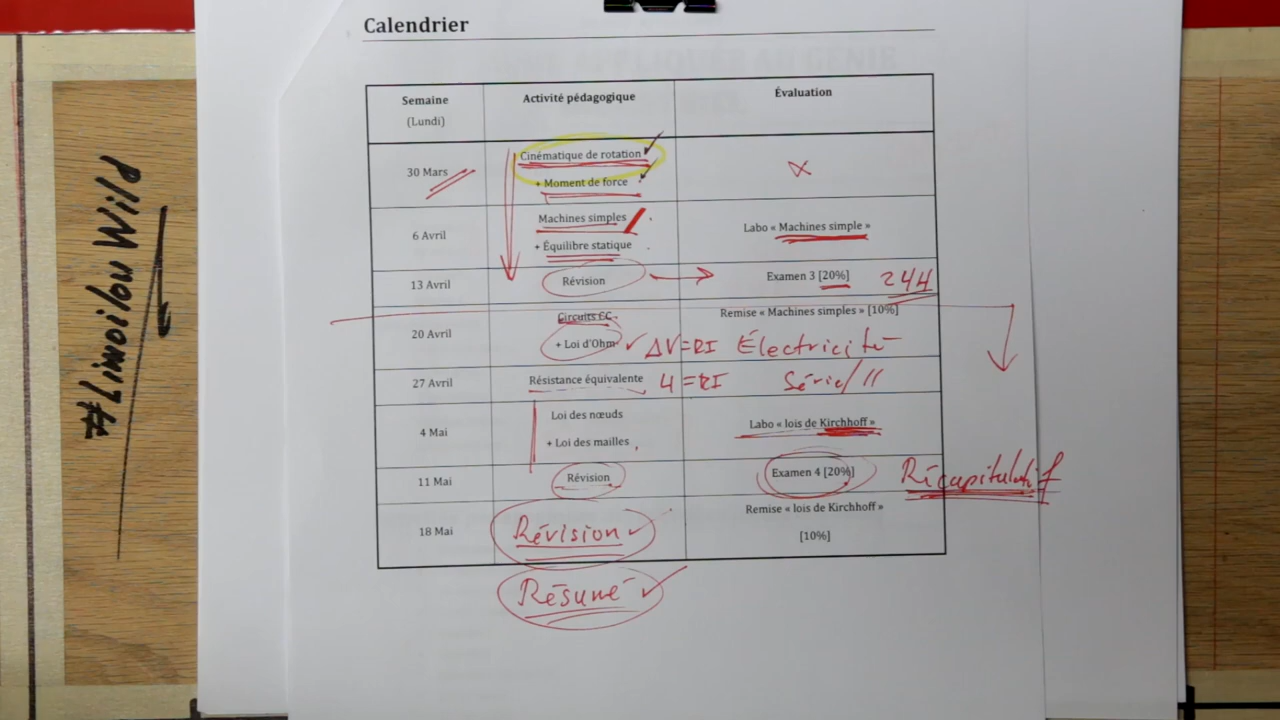 Calendrier
Semaine
(Lundi)
Activité pédagogique
Évaluation
30 Mars
Cinématique de rotation
+ Moment de force
6 Avril
Machines simples
+ Équilibre statique
Labo « Machines simple »
13 Avril
Révision
Examen 3 [20%]
244
20 Avril
Circuits CC
+ Loi d'Ohm
Remise « Machines simples » [10%]
ΔV=RI Électricité
27 Avril
Résistance équivalente
U=RI
Série/ //
4 Mai
Loi des nœuds
+ Loi des mailles
Labo « lois de Kirchhoff »
11 Mai
Révision
Examen 4 [20%]
Récapitulatif
18 Mai
Révision
Remise « lois de Kirchhoff »
[10%]
Résumé
#Limoilou Wild